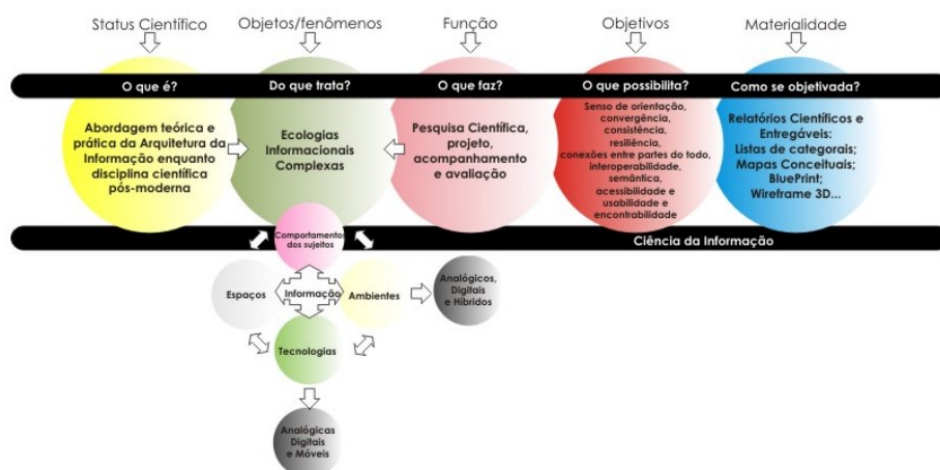 Status Científico
Objetos/fenômenos
Função
Objetivos
Materialidade
O que é?
Do que trata?
O que faz?
O que possibilita?
Como se objetivada?
Abordagem teórica e
prática da Arquitetura da
Informação enquanto
disciplina científica
pós-moderna
Ecologias
Informacionais
Complexas
Pesquisa Científica,
projeto,
acompanhamento
e avaliação
Senso de orientação,
convergência,
consistência,
resiliência,
conexões entre partes do todo,
interoperabilidade,
semântica,
acessibilidade e
usabilidade e
encontrabilidade
Relatórios Científicos e
Entregáveis:
Listas de categorais;
Mapas Conceituais;
BluePrint;
Wireframe 3D...
Ciência da Informação
Comportamentos
dos sujeitos
Espaços
Informação
Ambientes
Analógicos,
Digitais
e Híbridos
Tecnologias
Analógicas
Digitais
e Móveis